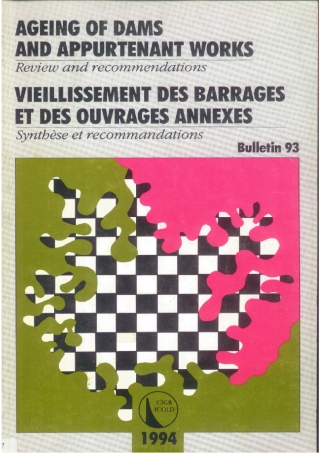 AGEING OF DAMS
AND APPURTENANT WORKS
Review and recommendations
VIEILLISSEMENT DES BARRAGES
ET DES OUVRAGES ANNEXES
Synthèse et recommandations
Bulletin 93
CIGB
ICOLD
1994